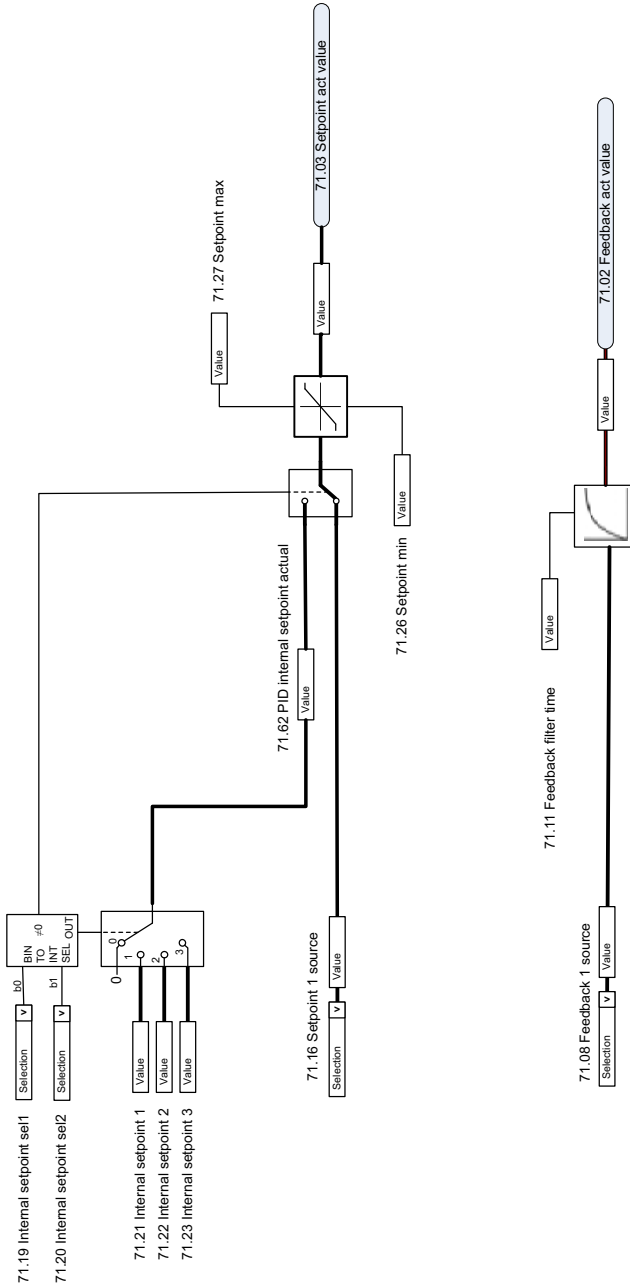 71.19 Internal setpoint sel1
Selection
v
b0
71.20 Internal setpoint sel2
Selection
v
b1
BIN
TO
INT
SEL
≠0
OUT
0
0
71.21 Internal setpoint 1
Value
1
71.22 Internal setpoint 2
Value
2
71.23 Internal setpoint 3
Value
3
71.62 PID internal setpoint actual
Value
71.16 Setpoint 1 source
Selection
v
Value
71.27 Setpoint max
Value
71.26 Setpoint min
Value
Value
71.03 Setpoint act value
71.11 Feedback filter time
Value
71.08 Feedback 1 source
Selection
v
Value
Value
71.02 Feedback act value